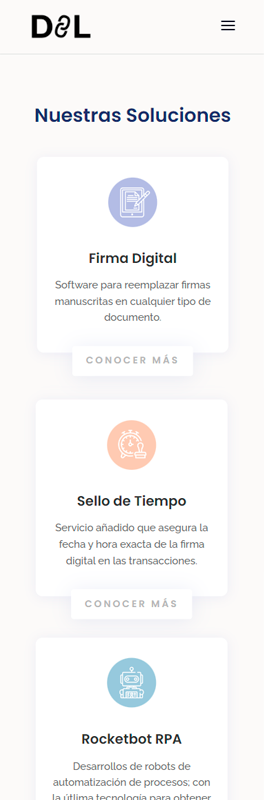 D&L
Nuestras Soluciones
Firma Digital
Software para reemplazar firmas
manuscritas en cualquier tipo de
documento.
CONOCER MÁS
Sello de Tiempo
Servicio añadido que asegura la
fecha y hora exacta de la firma
digital en las transacciones.
CONOCER MÁS
Rocketbot RPA
Desarrollos de robots de
automatización de procesos; con
la útlima tecnología para obtener